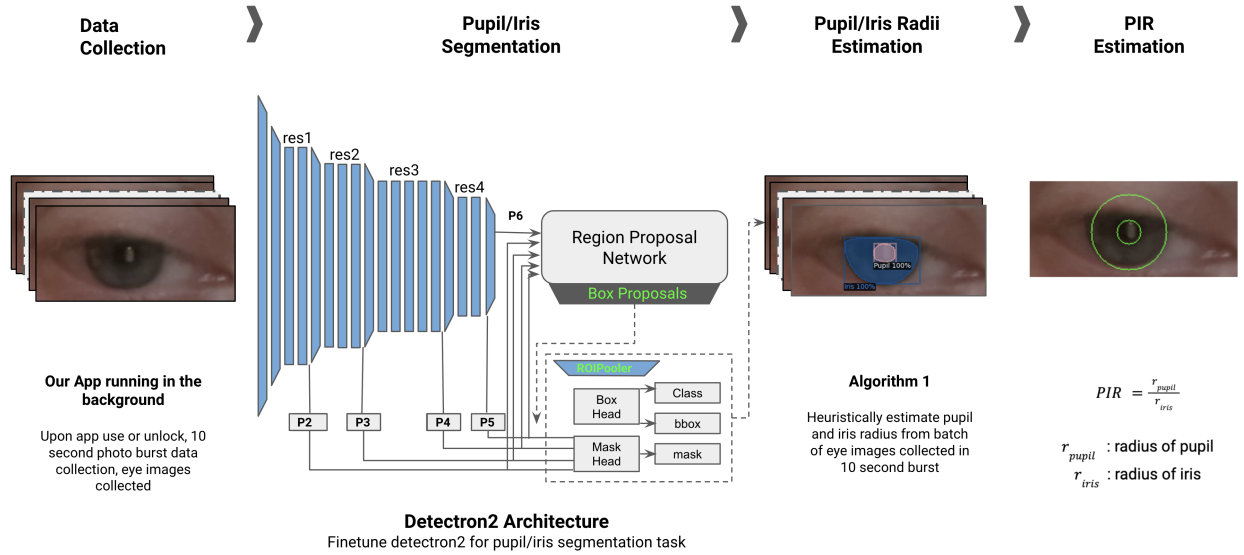 Data
Collection
Pupil/Iris
Segmentation
Pupil/Iris Radii
Estimation
PIR
Estimation
res1
res2
res3
res4
P6
Region Proposal
Network
Box Proposals
ROIPooler
Box
Head
Class
bbox
Mask
Head
mask
P2
P3
P4
P5
Pupil 100%
Iris 100%
Our App running in the
background
Upon app use or unlock, 10
second photo burst data
collection, eye images
collected
Detectron2 Architecture
Finetune detectron2 for pupil/iris segmentation task
Algorithm 1
Heuristically estimate pupil
and iris radius from batch
of eye images collected in
10 second burst
PIR = r_pupil / r_iris
r_pupil : radius of pupil
r_iris : radius of iris